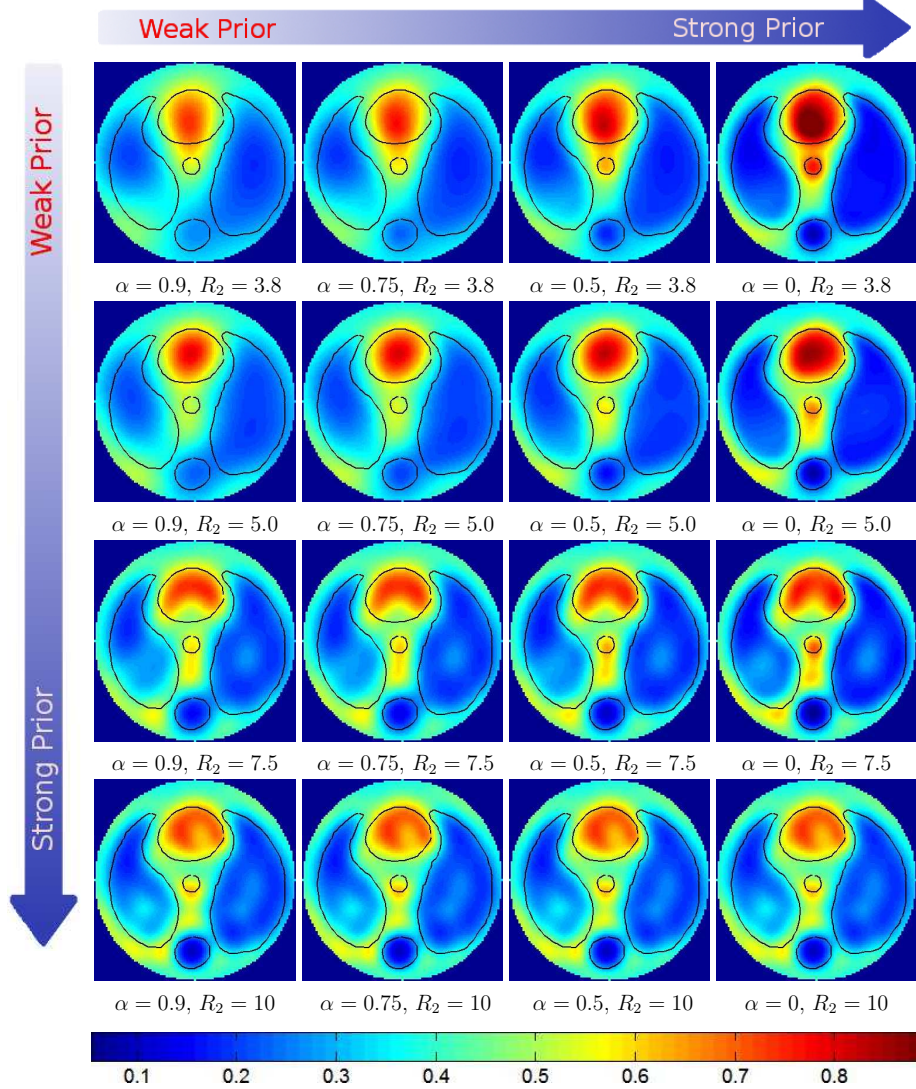 Weak Prior Strong Prior
Weak Prior
Strong Prior
α = 0.9, R₂ = 3.8 α = 0.75, R₂ = 3.8 α = 0.5, R₂ = 3.8 α = 0, R₂ = 3.8
α = 0.9, R₂ = 5.0 α = 0.75, R₂ = 5.0 α = 0.5, R₂ = 5.0 α = 0, R₂ = 5.0
α = 0.9, R₂ = 7.5 α = 0.75, R₂ = 7.5 α = 0.5, R₂ = 7.5 α = 0, R₂ = 7.5
α = 0.9, R₂ = 10 α = 0.75, R₂ = 10 α = 0.5, R₂ = 10 α = 0, R₂ = 10
0.1 0.2 0.3 0.4 0.5 0.6 0.7 0.8